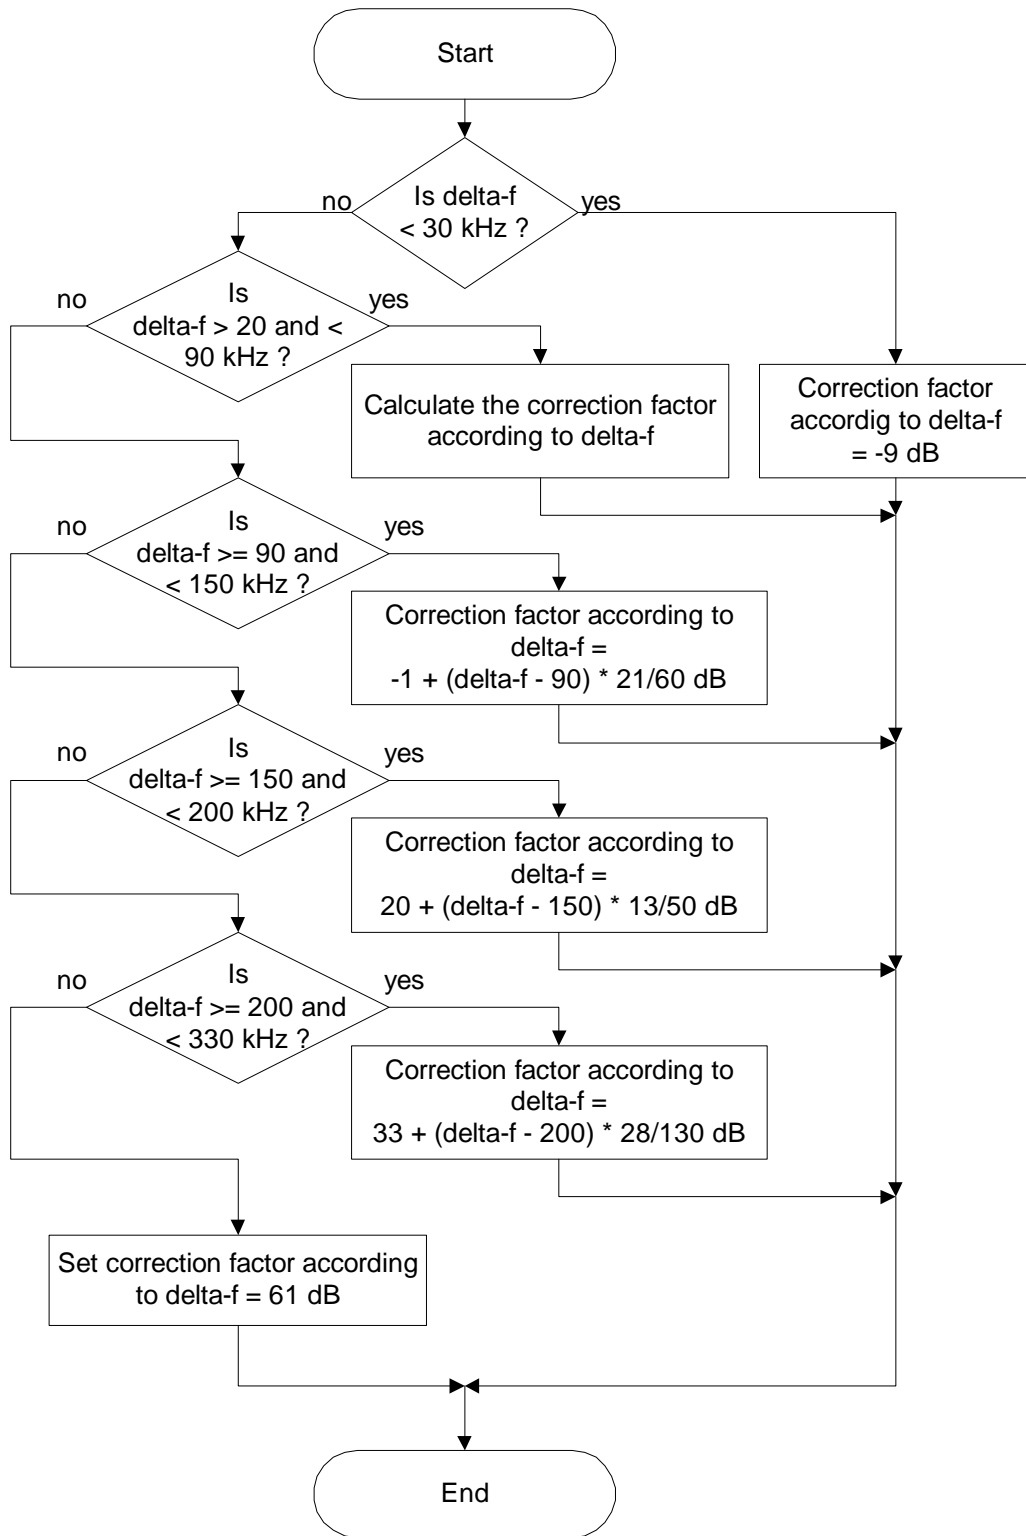 Start
Is delta-f
< 30 kHz ?
no
yes
Is
delta-f > 20 and <
90 kHz ?
no
yes
Calculate the correction factor
according to delta-f
Correction factor
accordig to delta-f
= -9 dB
Is
delta-f >= 90 and
< 150 kHz ?
no
yes
Correction factor according to
delta-f =
-1 + (delta-f - 90) * 21/60 dB
Is
delta-f >= 150 and
< 200 kHz ?
no
yes
Correction factor according to
delta-f =
20 + (delta-f - 150) * 13/50 dB
Is
delta-f >= 200 and
< 330 kHz ?
no
yes
Correction factor according to
delta-f =
33 + (delta-f - 200) * 28/130 dB
Set correction factor according
to delta-f = 61 dB
End